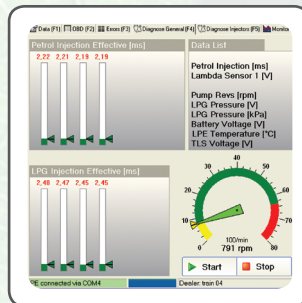 Data (F1) OBD (F2) Errors (F3) Diagnose General (F4) Diagnose Injectors (F5) Monito
Petrol Injection Effective [ms]
2,22 2,21 2,19 2,19
Data List
Petrol Injection (ms)
Lambda Sensor 1 [V]
Pump Revs [rpm]
LPG Pressure [V]
LPG Pressure [kPa]
Battery Voltage [V]
LPE Temperature [°C]
TLS Voltage [V]
LPG Injection Effective [ms]
2,48 2,47 2,45 2,45
0 10 20 30 40 50 60 70 80
100/min
791 rpm
Start Stop
PE connected via COM4
Dealer: train 04